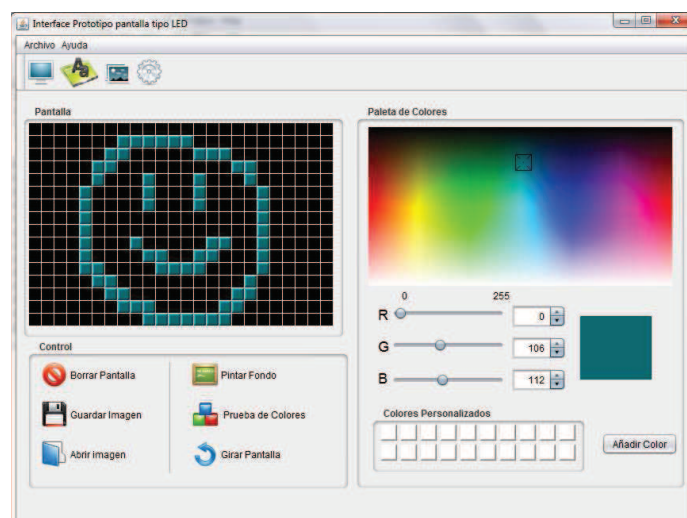 Interface Prototipo pantalla tipo LED
Archivo Ayuda
Pantalla
Paleta de Colores
0 255
R 0
G 106
B 112
Control
Borrar Pantalla
Pintar Fondo
Guardar Imagen
Prueba de Colores
Abrir imagen
Girar Pantalla
Colores Personalizados
Añadir Color